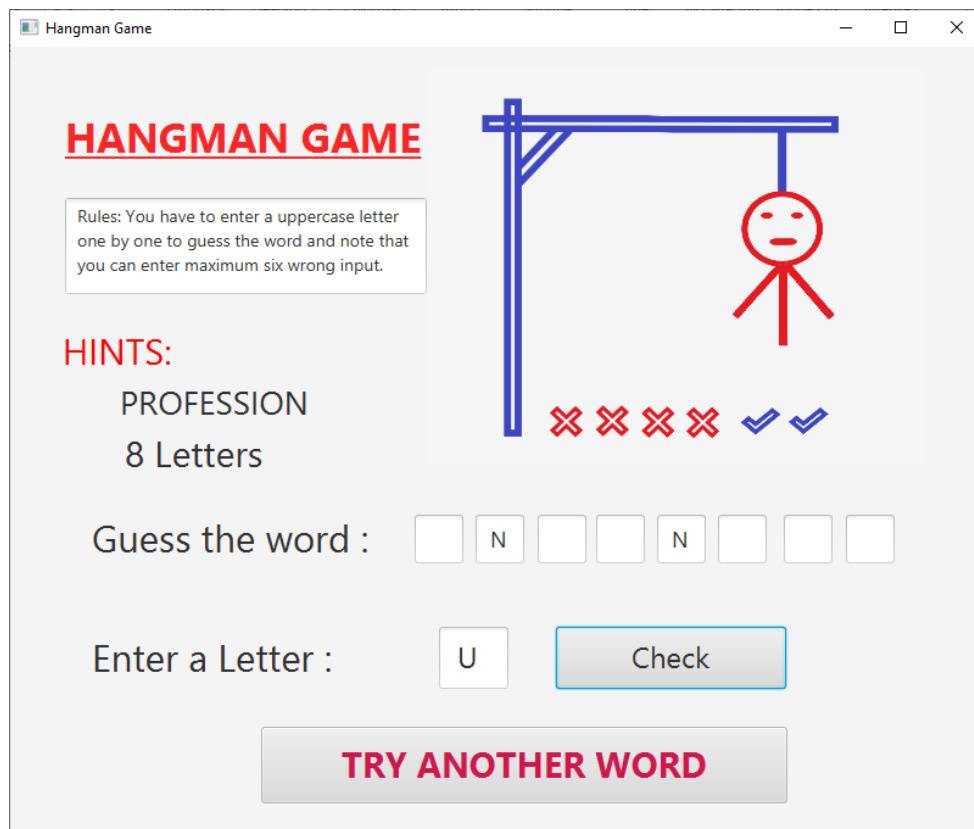 Hangman Game
HANGMAN GAME
Rules: You have to enter a uppercase letter
one by one to guess the word and note that
you can enter maximum six wrong input.
HINTS:
PROFESSION
8 Letters
Guess the word :
N
N
Enter a Letter :
U
Check
TRY ANOTHER WORD